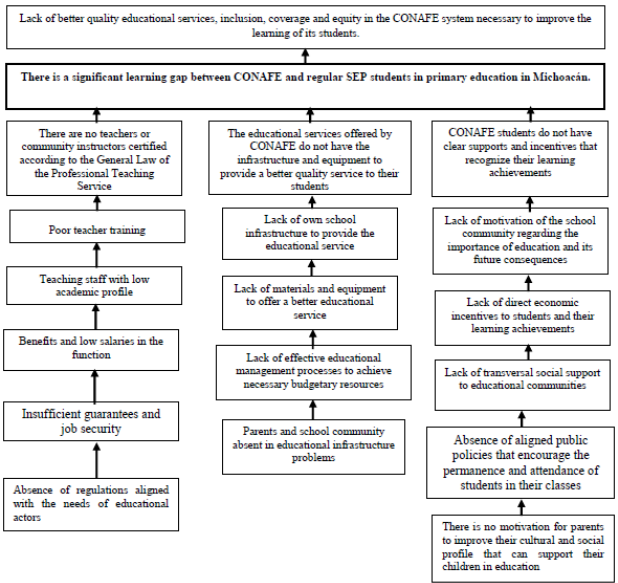 Lack of better quality educational services, inclusion, coverage and equity in the CONAFE system necessary to improve the
learning of its students.
There is a significant learning gap between CONAFE and regular SEP students in primary education in Michoacán.
There are no teachers or
community instructors certified
according to the General Law of
the Professional Teaching
Service
Poor teacher training
Teaching staff with low
academic profile
Benefits and low salaries in the
function
Insufficient guarantees and
job security
Absence of regulations aligned
with the needs of educational
actors
The educational services offered by
CONAFE do not have the
infrastructure and equipment to
provide a better quality service to their
students
Lack of own school
infrastructure to provide the
educational service
Lack of materials and equipment
to offer a better educational
service
Lack of effective educational
management processes to achieve
necessary budgetary resources
Parents and school community
absent in educational infrastructure
problems
CONAFE students do not have
clear supports and incentives that
recognize their learning
achievements
Lack of motivation of the school
community regarding the
importance of education and its
future consequences
Lack of direct economic
incentives to students and their
learning achievements
Lack of transversal social support
to educational communities
Absence of aligned public
policies that encourage the
permanence and attendance of
students in their classes
There is no motivation for parents
to improve their cultural and social
profile that can support their
children in education